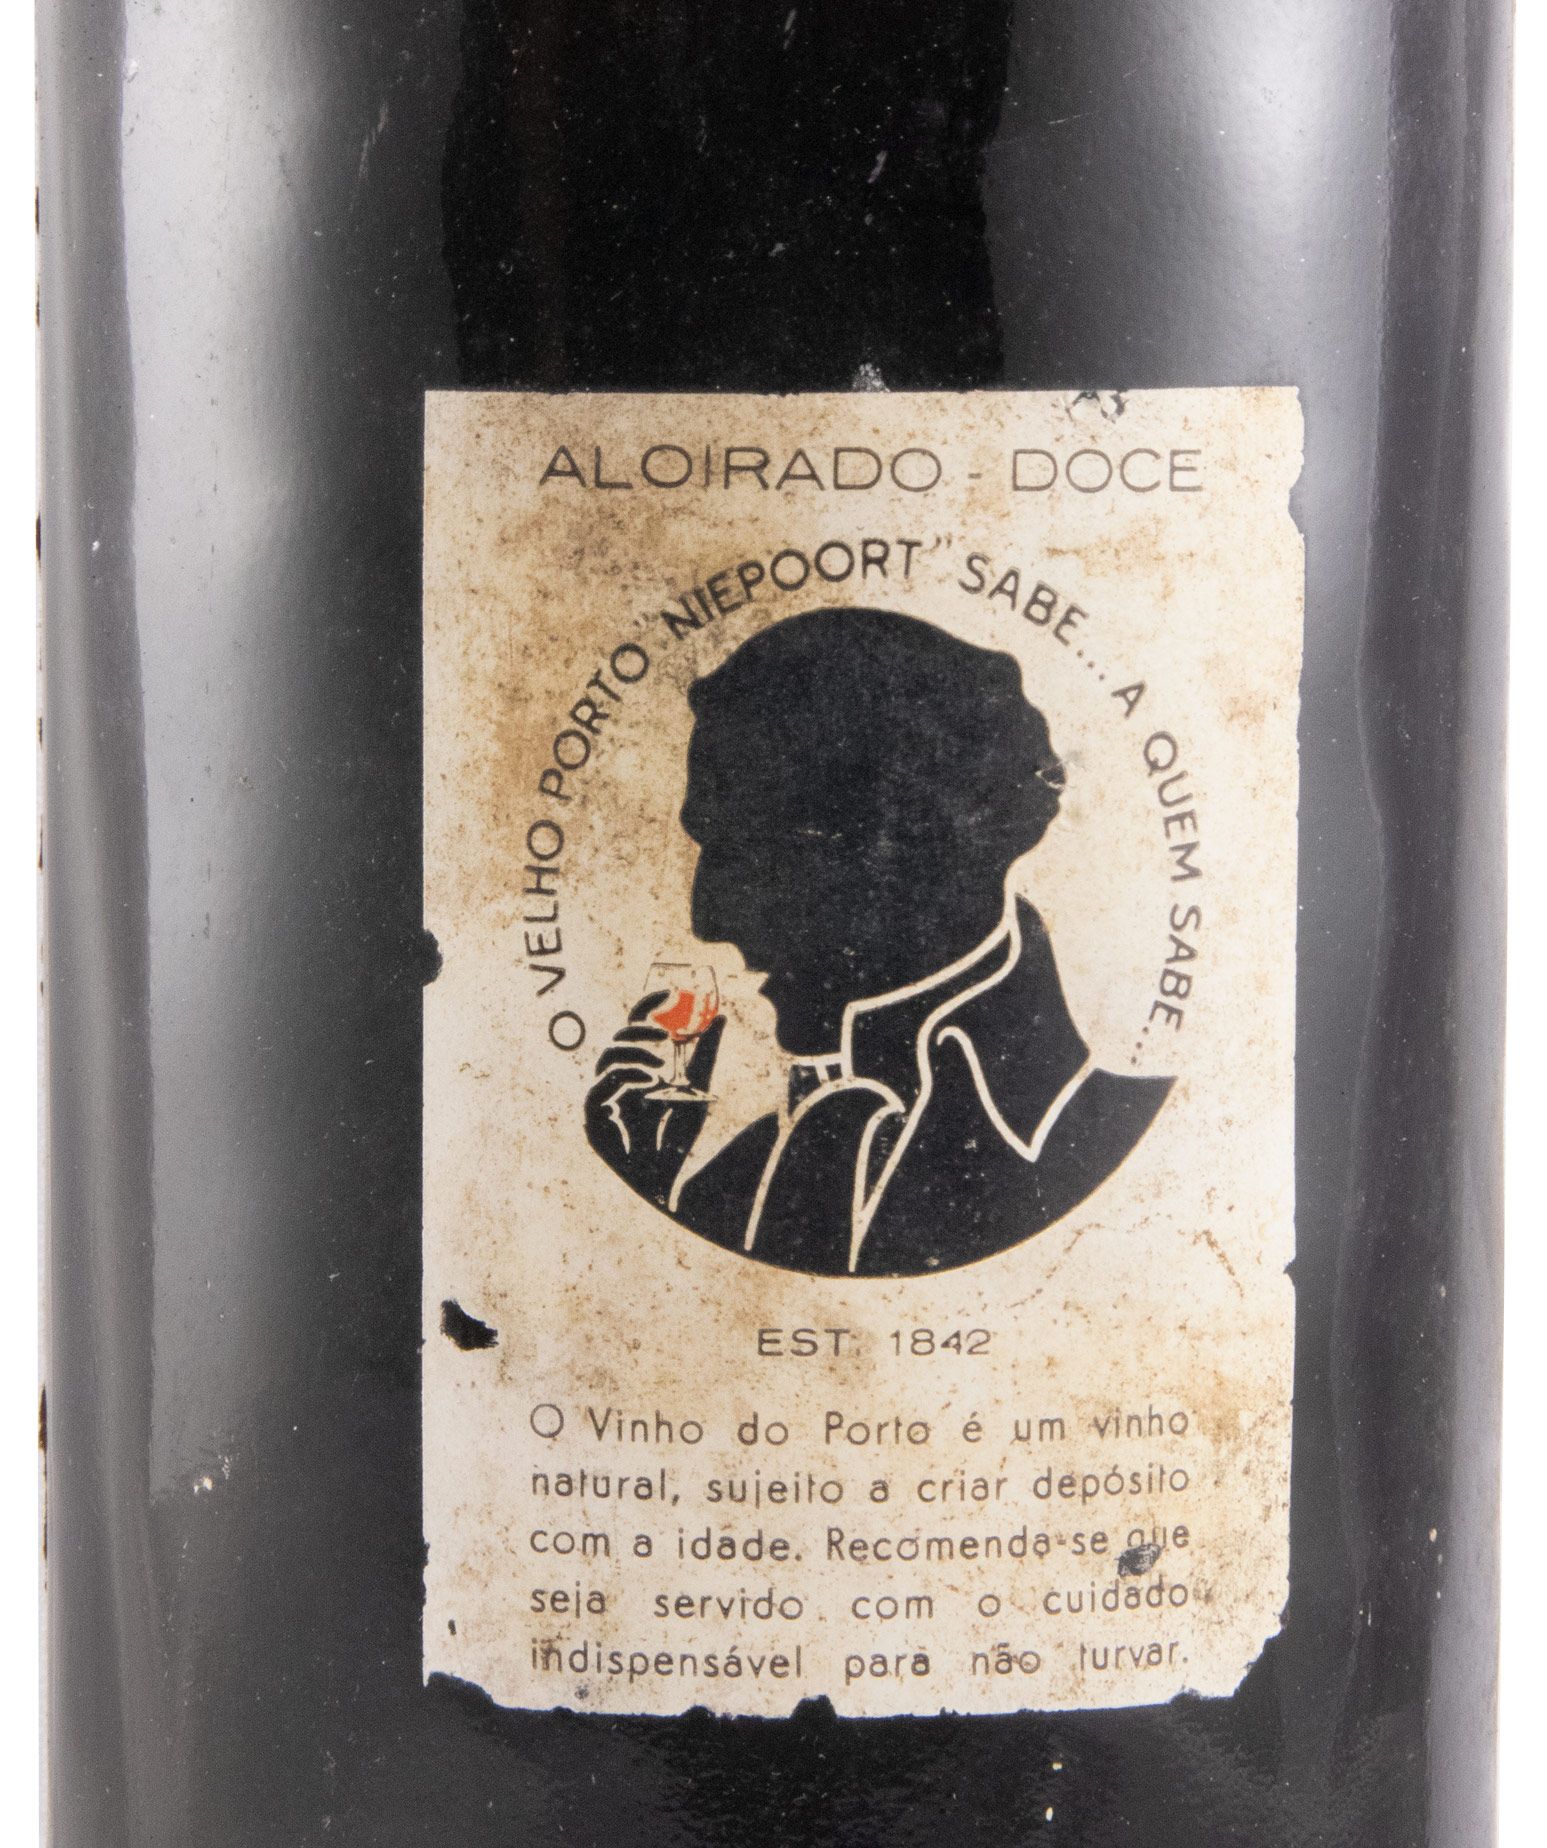 ALOIRADO - DOCE
O VELHO PORTO "NIEPOORT" SABE... A QUEM SABE...
EST. 1842
O Vinho do Porto é um vinho
natural, sujeito a criar depósito
com a idade. Recomenda-se que
seja servido com o cuidado
indispensável para não turvar.